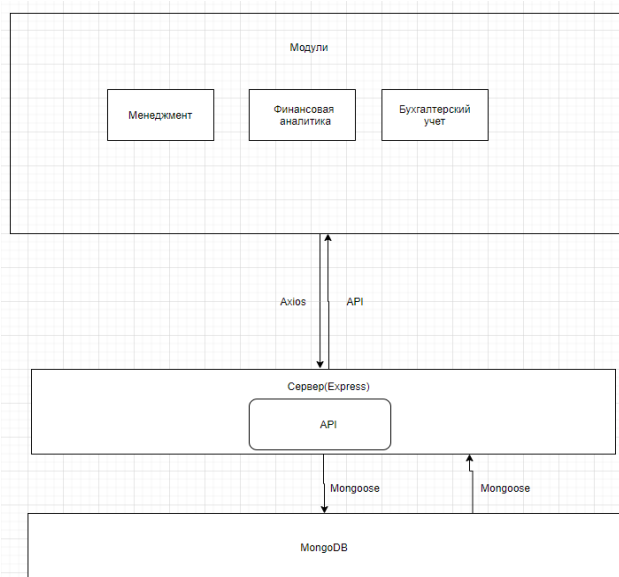 Модули
Менеджмент
Финансовая
аналитика
Бухгалтерский
учет
Axios
API
Сервер(Express)
API
Mongoose
Mongoose
MongoDB